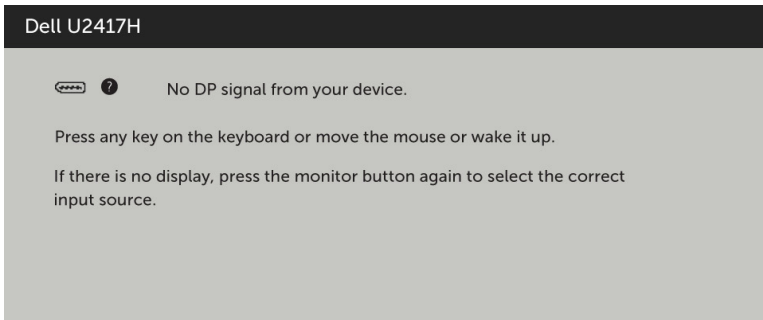 Dell U2417H
? No DP signal from your device.
Press any key on the keyboard or move the mouse or wake it up.
If there is no display, press the monitor button again to select the correct
input source.